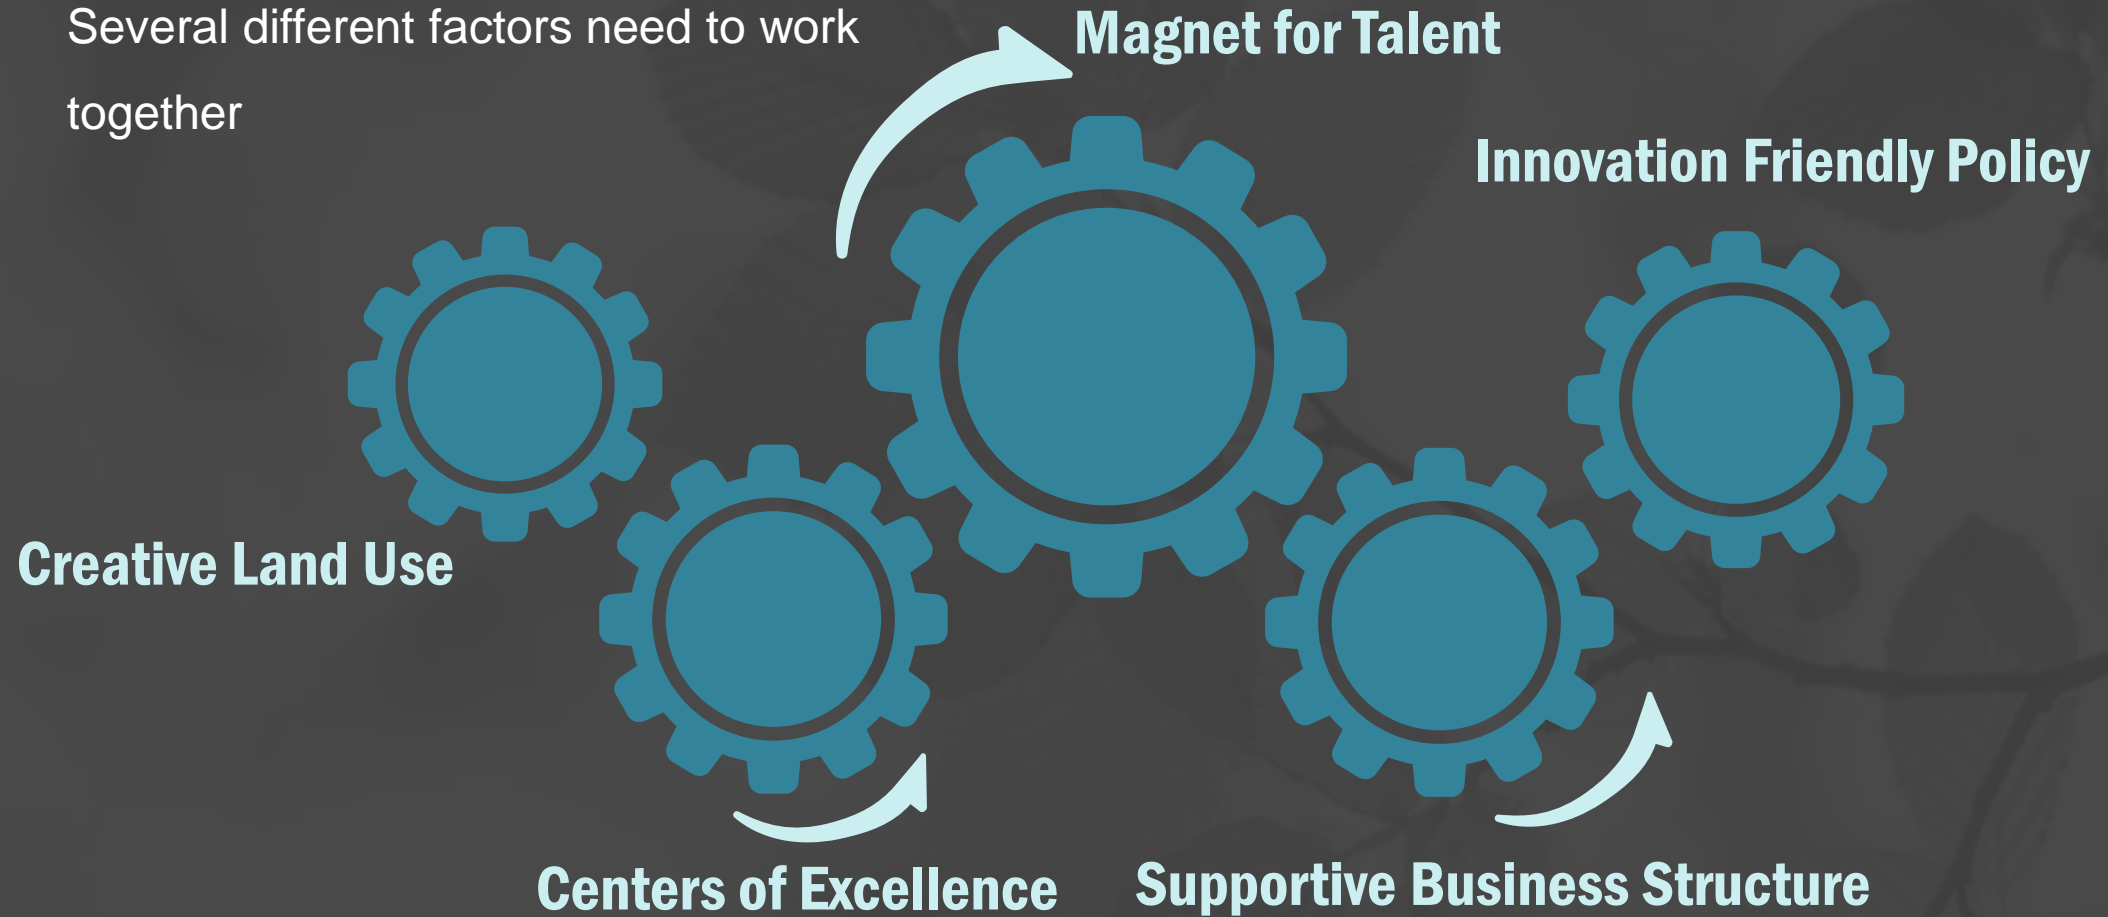 Several different factors need to work
together
Magnet for Talent
Innovation Friendly Policy
Creative Land Use
Centers of Excellence
Supportive Business Structure